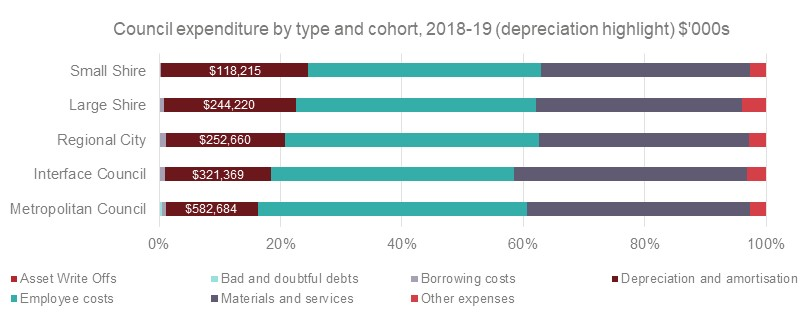 Council expenditure by type and cohort, 2018-19 (depreciation highlight) $'000s
Small Shire $118,215
Large Shire $244,220
Regional City $252,660
Interface Council $321,369
Metropolitan Council $582,684
0% 20% 40% 60% 80% 100%
Asset Write Offs Bad and doubtful debts Borrowing costs Depreciation and amortisation
Employee costs Materials and services Other expenses